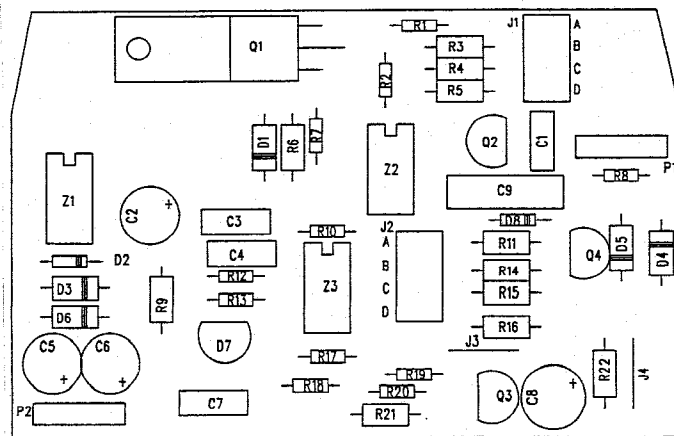 R1
J1
A
Q1
R3
B
R4
C
R2
R5
D
D1
R6
R7
Q2
C1
Z2
P1
R8
Z1
C2
C9
C3
D8
J2
R10
A
R11
Q4
D5
D4
C4
D2
B
R12
R14
Z3
D3
R9
C
R15
R13
D6
D
R16
D7
C5
C6
J3
R17
R22
J4
R19
R18
R20
Q3
C8
P2
C7
R21